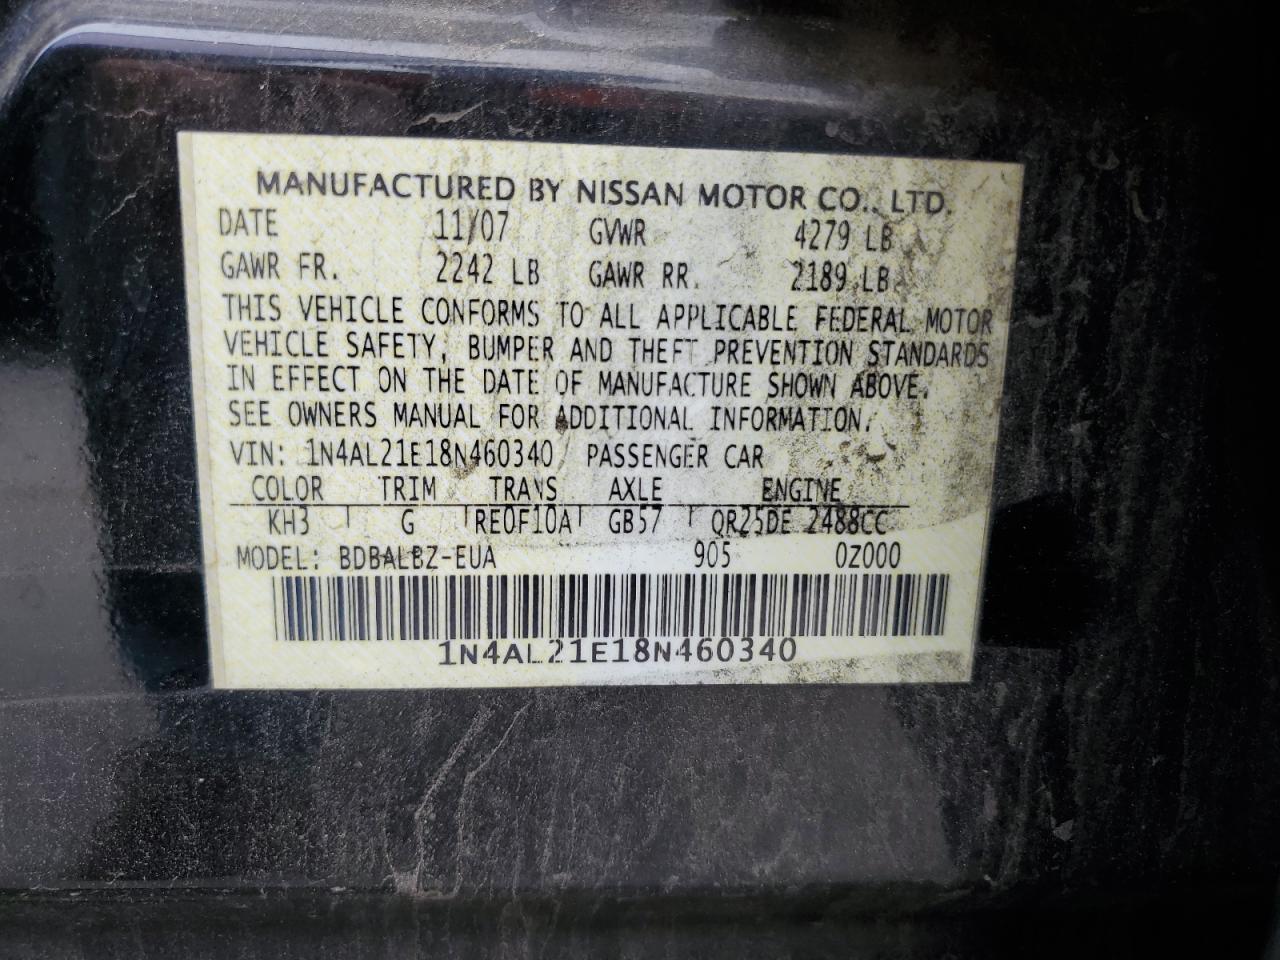 MANUFACTURED BY NISSAN MOTOR CO., LTD.
DATE 11/07 GVWR 4279 LB
GAWR FR. 2242 LB GAWR RR. 2189 LB
THIS VEHICLE CONFORMS TO ALL APPLICABLE FEDERAL MOTOR
VEHICLE SAFETY, BUMPER AND THEFT PREVENTION STANDARDS
IN EFFECT ON THE DATE OF MANUFACTURE SHOWN ABOVE.
SEE OWNERS MANUAL FOR ADDITIONAL INFORMATION.
VIN: 1N4AL21E18N460340 PASSENGER CAR
COLOR TRIM TRANS AXLE ENGINE
KH3 G RE0F10A GB57 QR25DE 2488CC
MODEL: BDBALBZ-EUA 905 0Z000
1N4AL21E18N460340